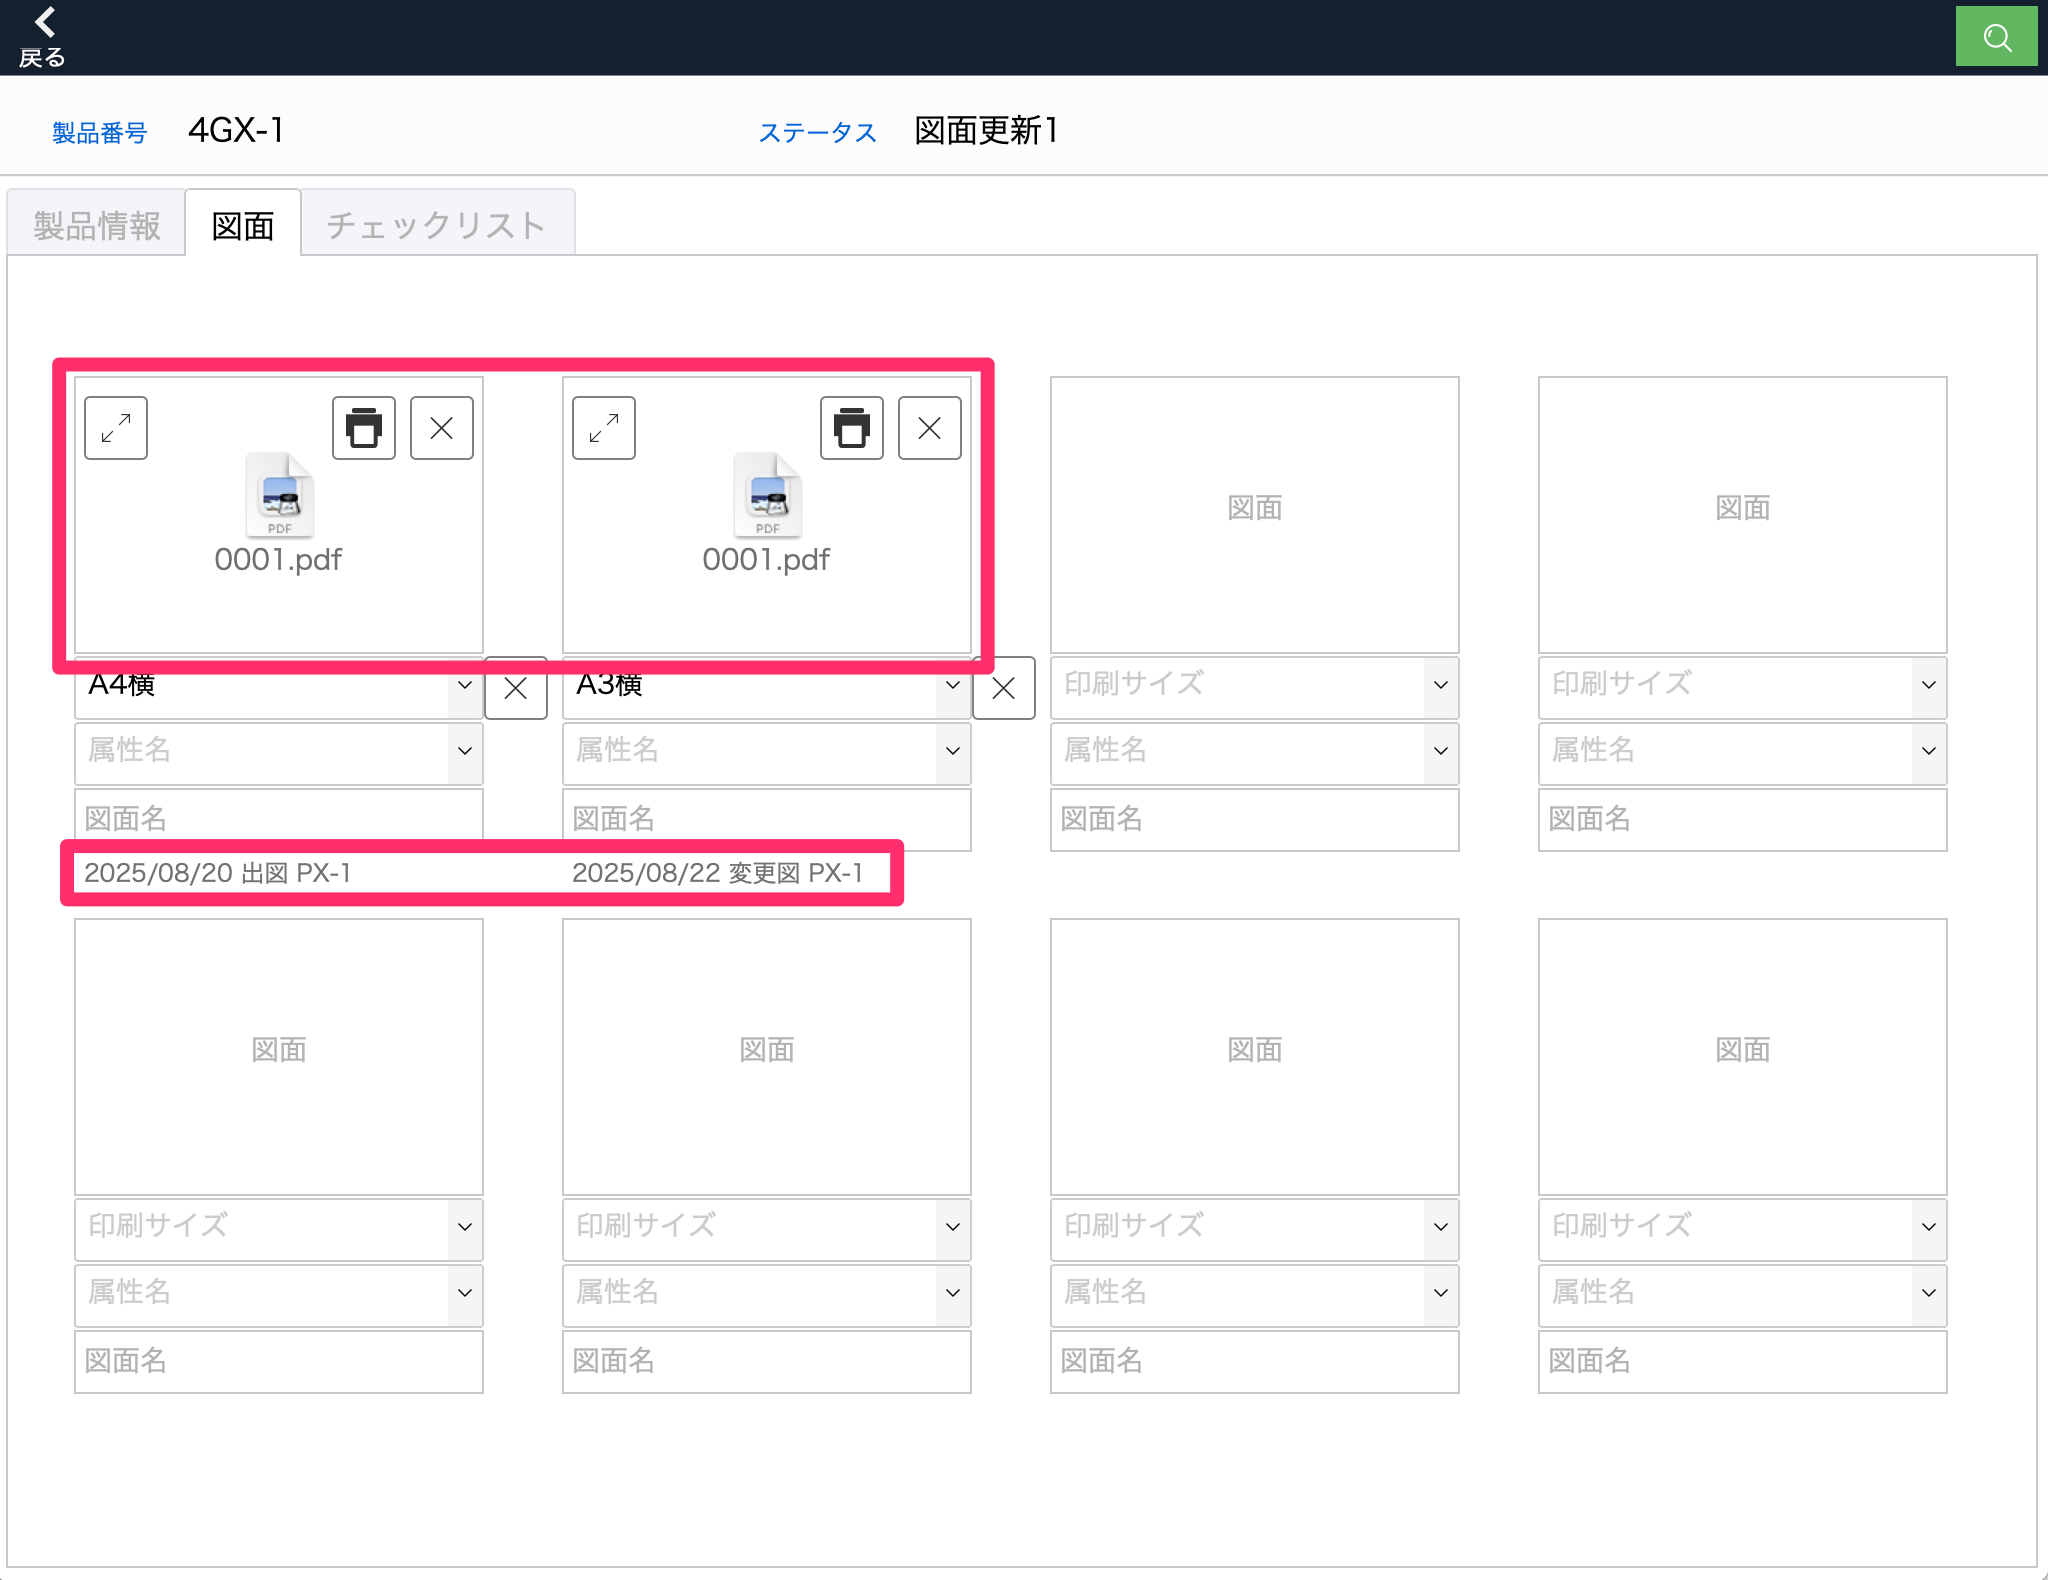 戻る
製品番号 4GX-1 ステータス 図面更新1
製品情報 図面 チェックリスト
PDF PDF
0001.pdf 0001.pdf 図面 図面
A4横 A3横 印刷サイズ 印刷サイズ
属性名 属性名 属性名 属性名
図面名 図面名 図面名 図面名
2025/08/20 出図 PX-1 2025/08/22 変更図 PX-1
図面 図面 図面 図面
印刷サイズ 印刷サイズ 印刷サイズ 印刷サイズ
属性名 属性名 属性名 属性名
図面名 図面名 図面名 図面名